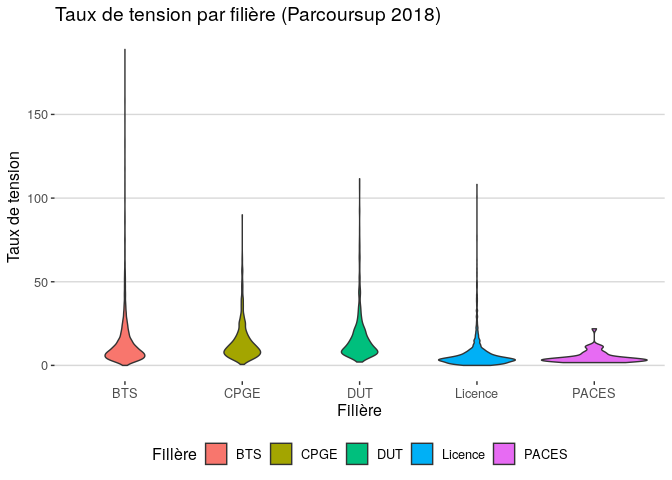 Taux de tension par filière (Parcoursup 2018)
Taux de tension
150
100
50
0
BTS CPGE DUT Licence PACES
Filière
Fillière BTS CPGE DUT Licence PACES